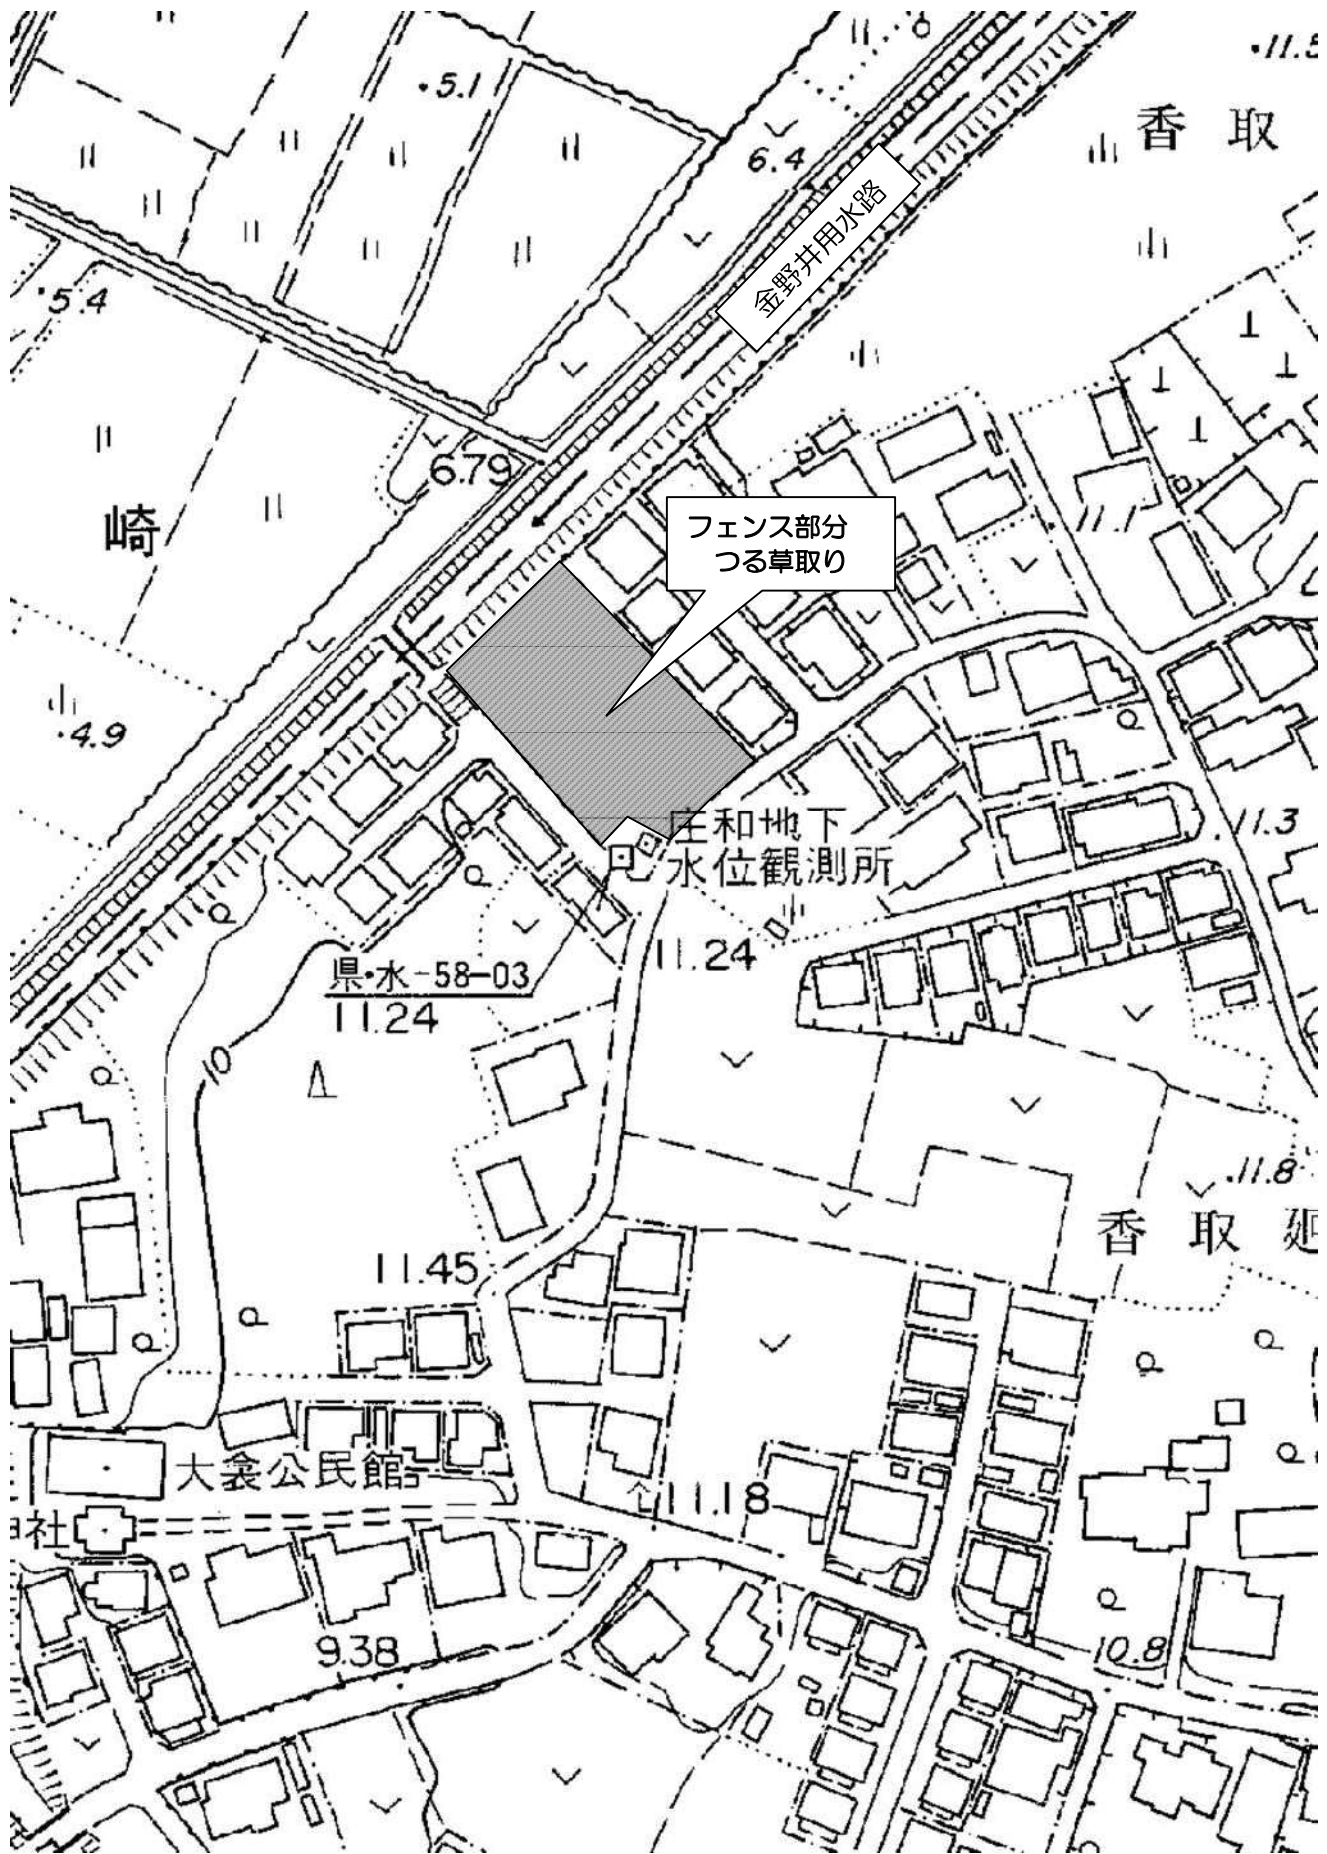 ・11.5
・5.1
香取
6.4
金野井用水路
・5.4
6.79
崎
フェンス部分
つる草取り
11.1
・4.9
庄和地下
水位観測所
・11.3
11.24
県・水-58-03
11.24
10
・11.8
香取廻
11.45
大衾公民館
11.18
神社
9.38
10.8